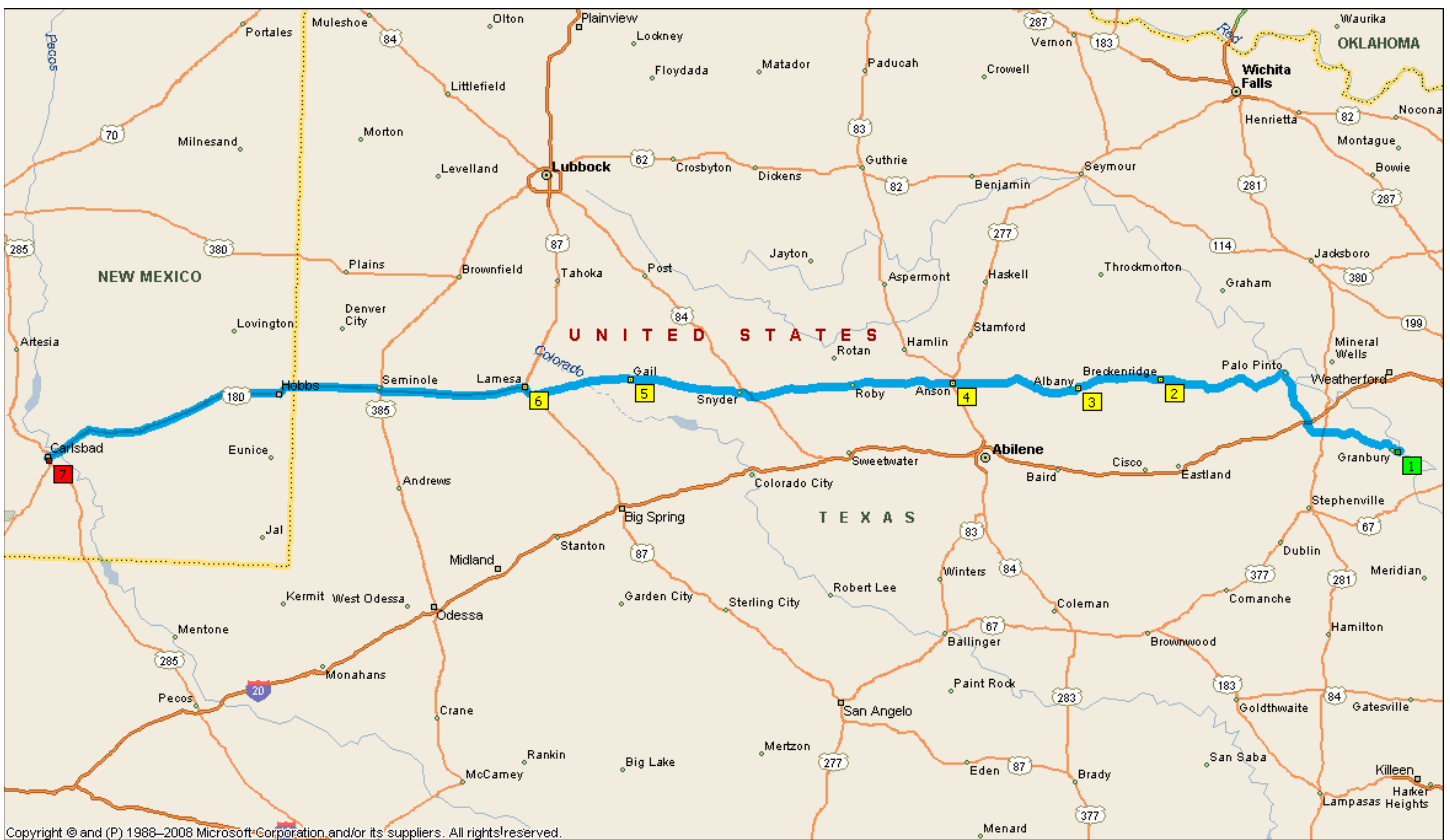 Pecos
Portales
Muleshoe
84
Olton
Plainview
Lockney
Floydada
Matador
Paducah
Crowell
287
Vernon
183
Red
Waurika
OKLAHOMA
Wichita
Falls
Littlefield
70
Milnesand
Morton
Levelland
Lubbock
62
Crosbyton
Dickens
83
Guthrie
82
Benjamin
Seymour
Henrietta
82
Nocona
Montague
Bowie
281
287
285
380
NEW MEXICO
Plains
Brownfield
87
Tahoka
Post
Jayton
Aspermont
277
Haskell
Throckmorton
Graham
114
Jacksboro
380
Denver
City
Lovington
84
UNITED STATES
Colorado
Rotan
Hamlin
Stamford
199
Mineral
Wells
Artesia
Hobbs
180
Seminole
385
Lamesa
6
Gail
5
Snyder
Roby
Anson
4
Albany
3
Breckenridge
2
Palo Pinto
Weatherford
Carlsbad
7
Eunice
Andrews
Sweetwater
Colorado City
Abilene
Baird
Cisco
Eastland
Granbury
1
Jal
Big Spring
TEXAS
Stephenville
67
Midland
Stanton
87
83
84
Dublin
Kermit
West Odessa
Odessa
Garden City
Sterling City
Robert Lee
Winters
Coleman
377
Comanche
281
Meridian
Mentone
285
Pecos
20
Monahans
67
Ballinger
Brownwood
Hamilton
Crane
San Angelo
Paint Rock
283
183
Goldthwaite
84
Gatesville
McCamey
Rankin
Big Lake
Mertzon
277
Eden
87
Brady
San Saba
Killeen
Harker
Heights
Lampasas
377
Menard
Copyright © and (P) 1988–2008 Microsoft Corporation and/or its suppliers. All rights reserved.